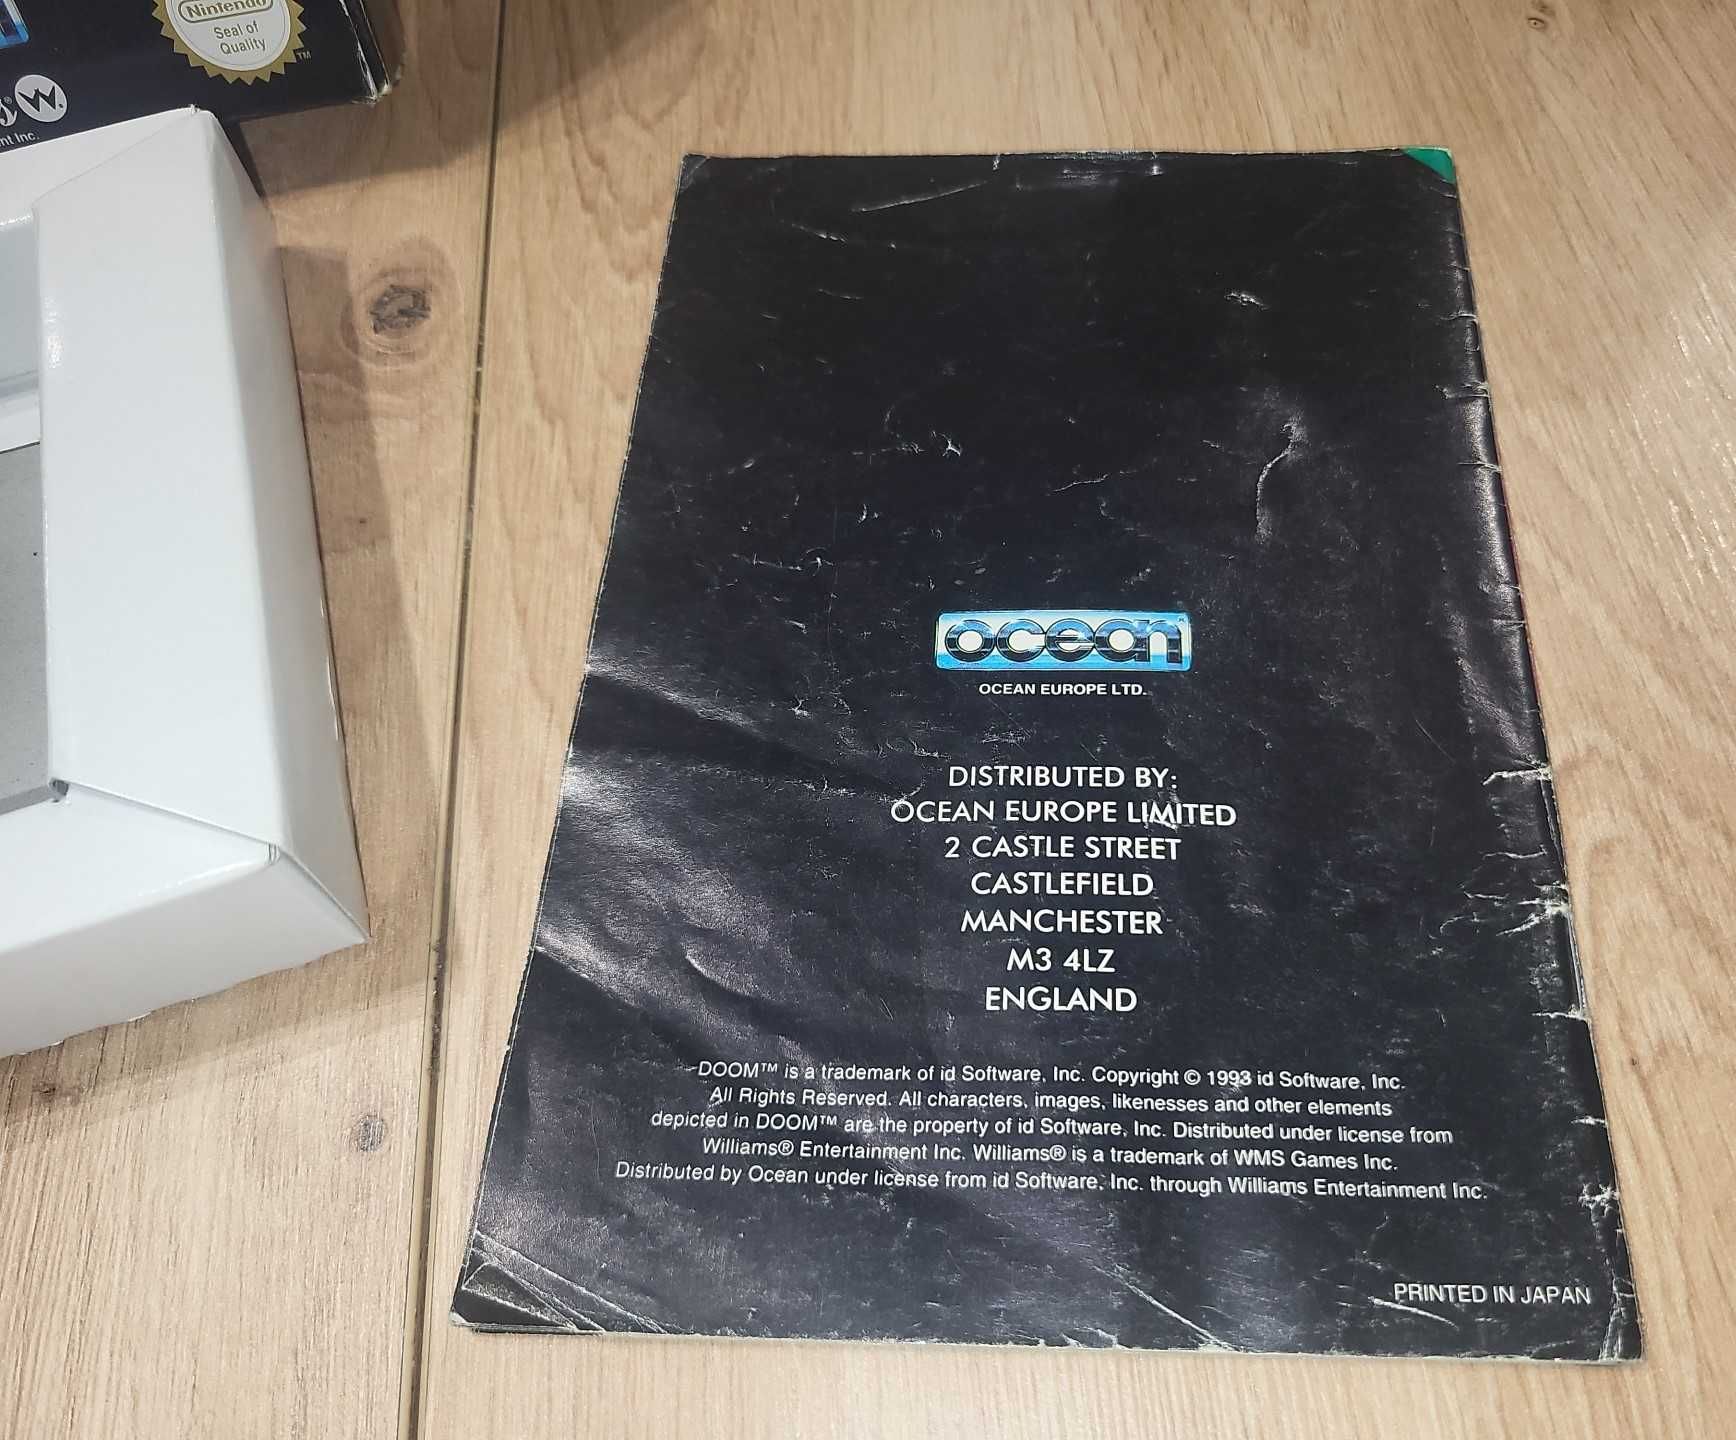 Nintendo
Seal of
Quality
TM
W.
nt Inc.
ocean
OCEAN EUROPE LTD.
DISTRIBUTED BY:
OCEAN EUROPE LIMITED
2 CASTLE STREET
CASTLEFIELD
MANCHESTER
M3 4LZ
ENGLAND
DOOM™ is a trademark of id Software, Inc. Copyright © 1993 id Software, Inc.
All Rights Reserved. All characters, images, likenesses and other elements
depicted in DOOM™ are the property of id Software, Inc. Distributed under license from
Williams® Entertainment Inc. Williams® is a trademark of WMS Games Inc.
Distributed by Ocean under license from id Software, Inc. through Williams Entertainment Inc.
PRINTED IN JAPAN